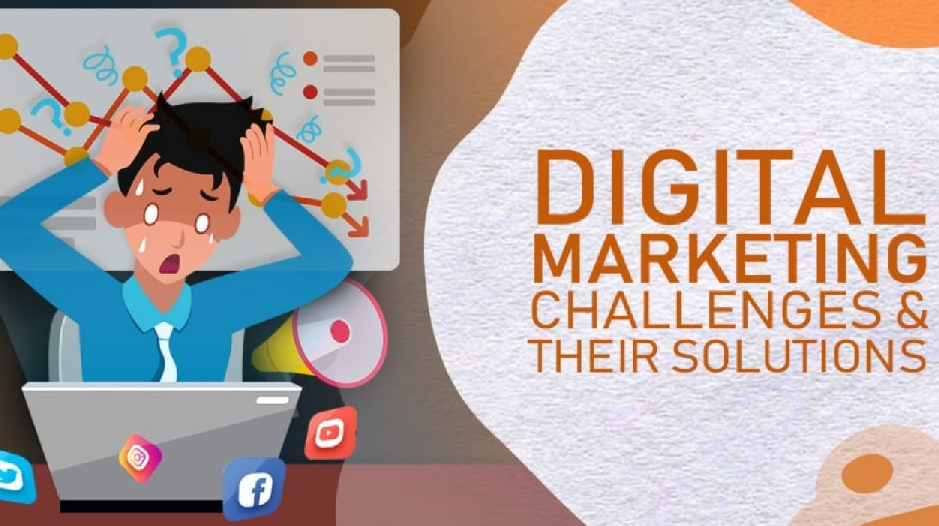 DIGITAL
MARKETING
CHALLENGES &
THEIR SOLUTIONS